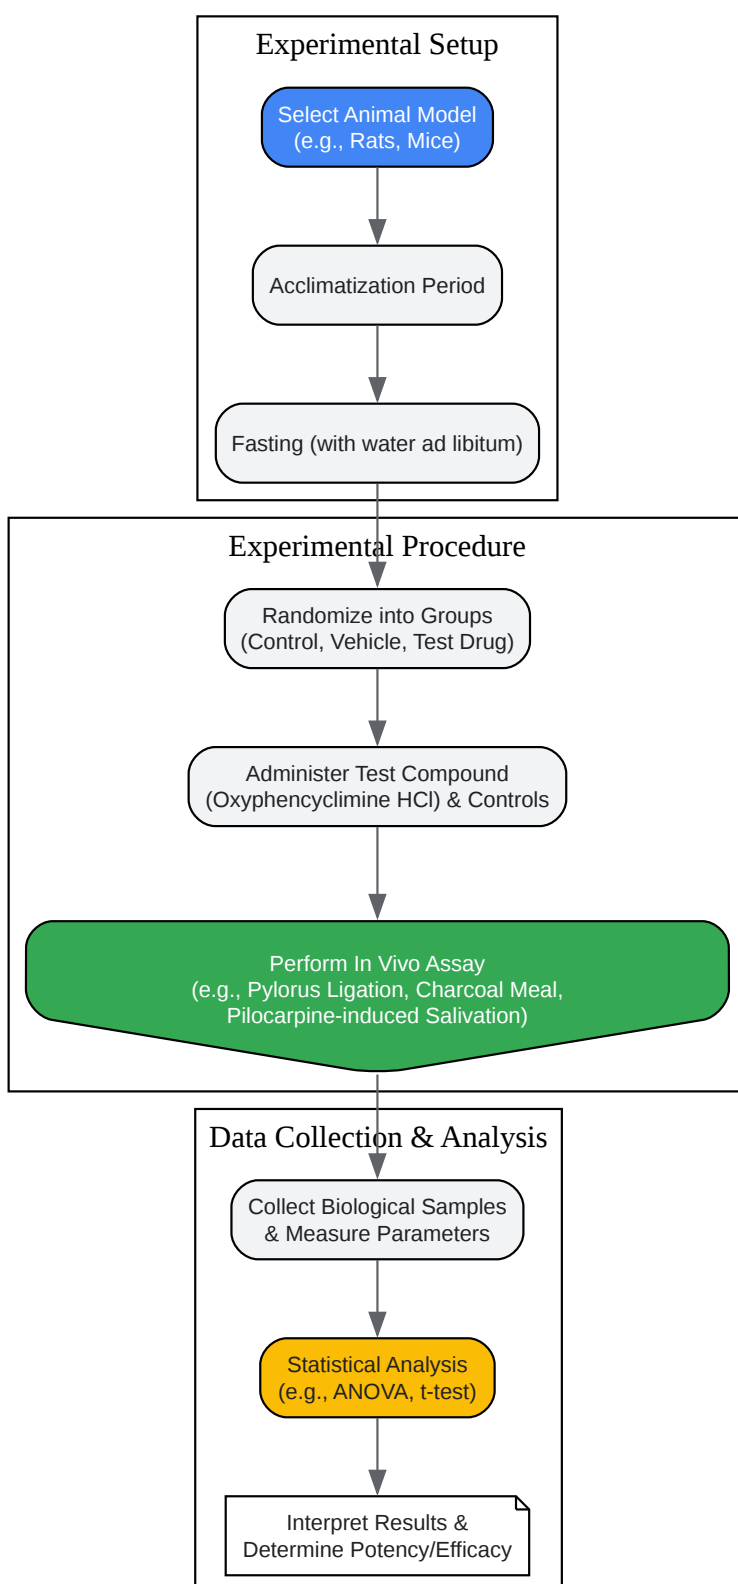 Experimental Setup
Select Animal Model
(e.g., Rats, Mice)
Acclimatization Period
Fasting (with water ad libitum)
Experimental Procedure
Randomize into Groups
(Control, Vehicle, Test Drug)
Administer Test Compound
(Oxyphencyclimine HCl) & Controls
Perform In Vivo Assay
(e.g., Pylorus Ligation, Charcoal Meal,
Pilocarpine-induced Salivation)
Data Collection & Analysis
Collect Biological Samples
& Measure Parameters
Statistical Analysis
(e.g., ANOVA, t-test)
Interpret Results &
Determine Potency/Efficacy